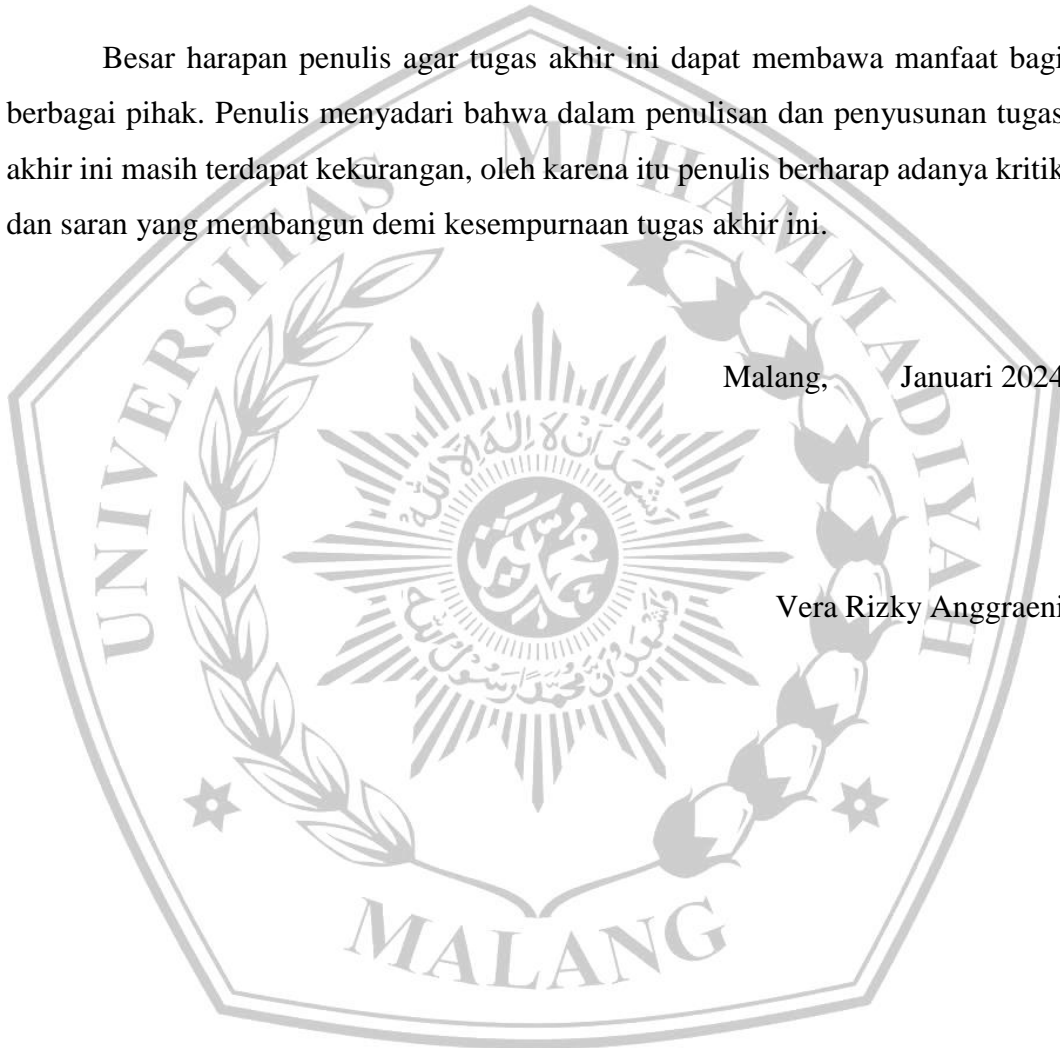 Besar harapan penulis agar tugas akhir ini dapat membawa manfaat bagi
berbagai pihak. Penulis menyadari bahwa dalam penulisan dan penyusunan tugas
akhir ini masih terdapat kekurangan, oleh karena itu penulis berharap adanya kritik
dan saran yang membangun demi kesempurnaan tugas akhir ini.
Malang, Januari 2024
Vera Rizky Anggraeni
UNIVERSITAS MUHAMMADIYAH
MALANG